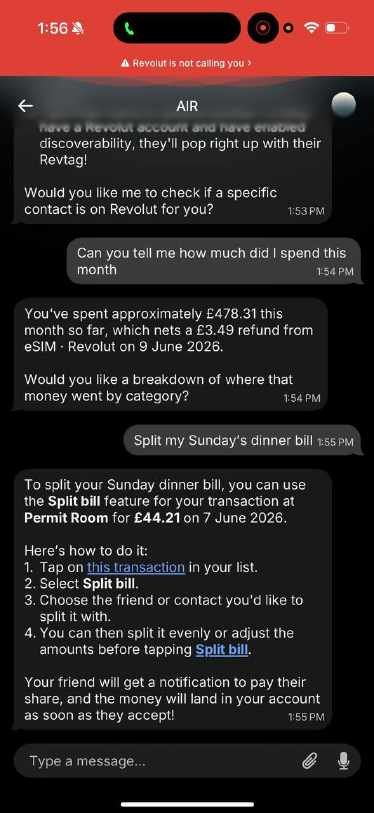 1:56
Revolut is not calling you >
AIR
have a Revolut account and have enabled
discoverability, they'll pop right up with their
Revtag!
Would you like me to check if a specific
contact is on Revolut for you?
1:53 PM
Can you tell me how much did I spend this
month
1:54 PM
You've spent approximately £478.31 this
month so far, which nets a £3.49 refund from
eSIM · Revolut on 9 June 2026.
Would you like a breakdown of where that
money went by category?
1:54 PM
Split my Sunday's dinner bill 1:55 PM
To split your Sunday dinner bill, you can use
the Split bill feature for your transaction at
Permit Room for £44.21 on 7 June 2026.
Here's how to do it:
1. Tap on this transaction in your list.
2. Select Split bill.
3. Choose the friend or contact you'd like to
split it with.
4. You can then split it evenly or adjust the
amounts before tapping Split bill.
Your friend will get a notification to pay their
share, and the money will land in your account
as soon as they accept!
1:55 PM
Type a message...